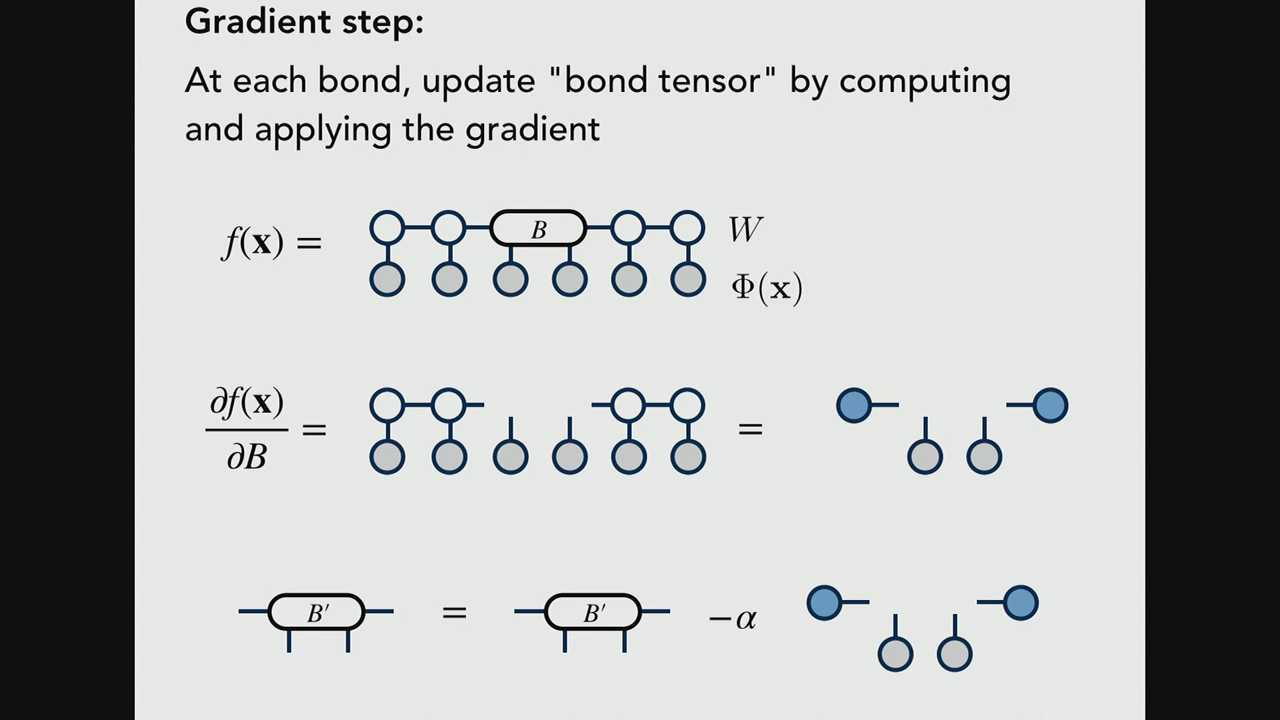 Gradient step:
At each bond, update "bond tensor" by computing
and applying the gradient
f(x) =
B
W
Φ(x)
∂f(x)
∂B
=
=
B′
=
B′
−α